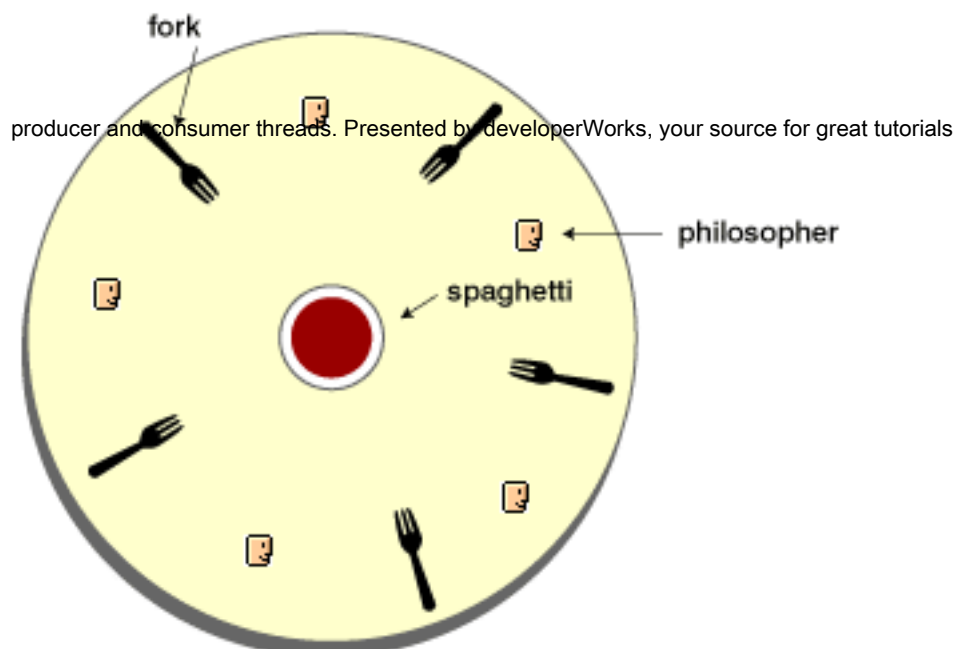 fork
producer and consumer threads. Presented by developerWorks, your source for great tutorials
philosopher
spaghetti